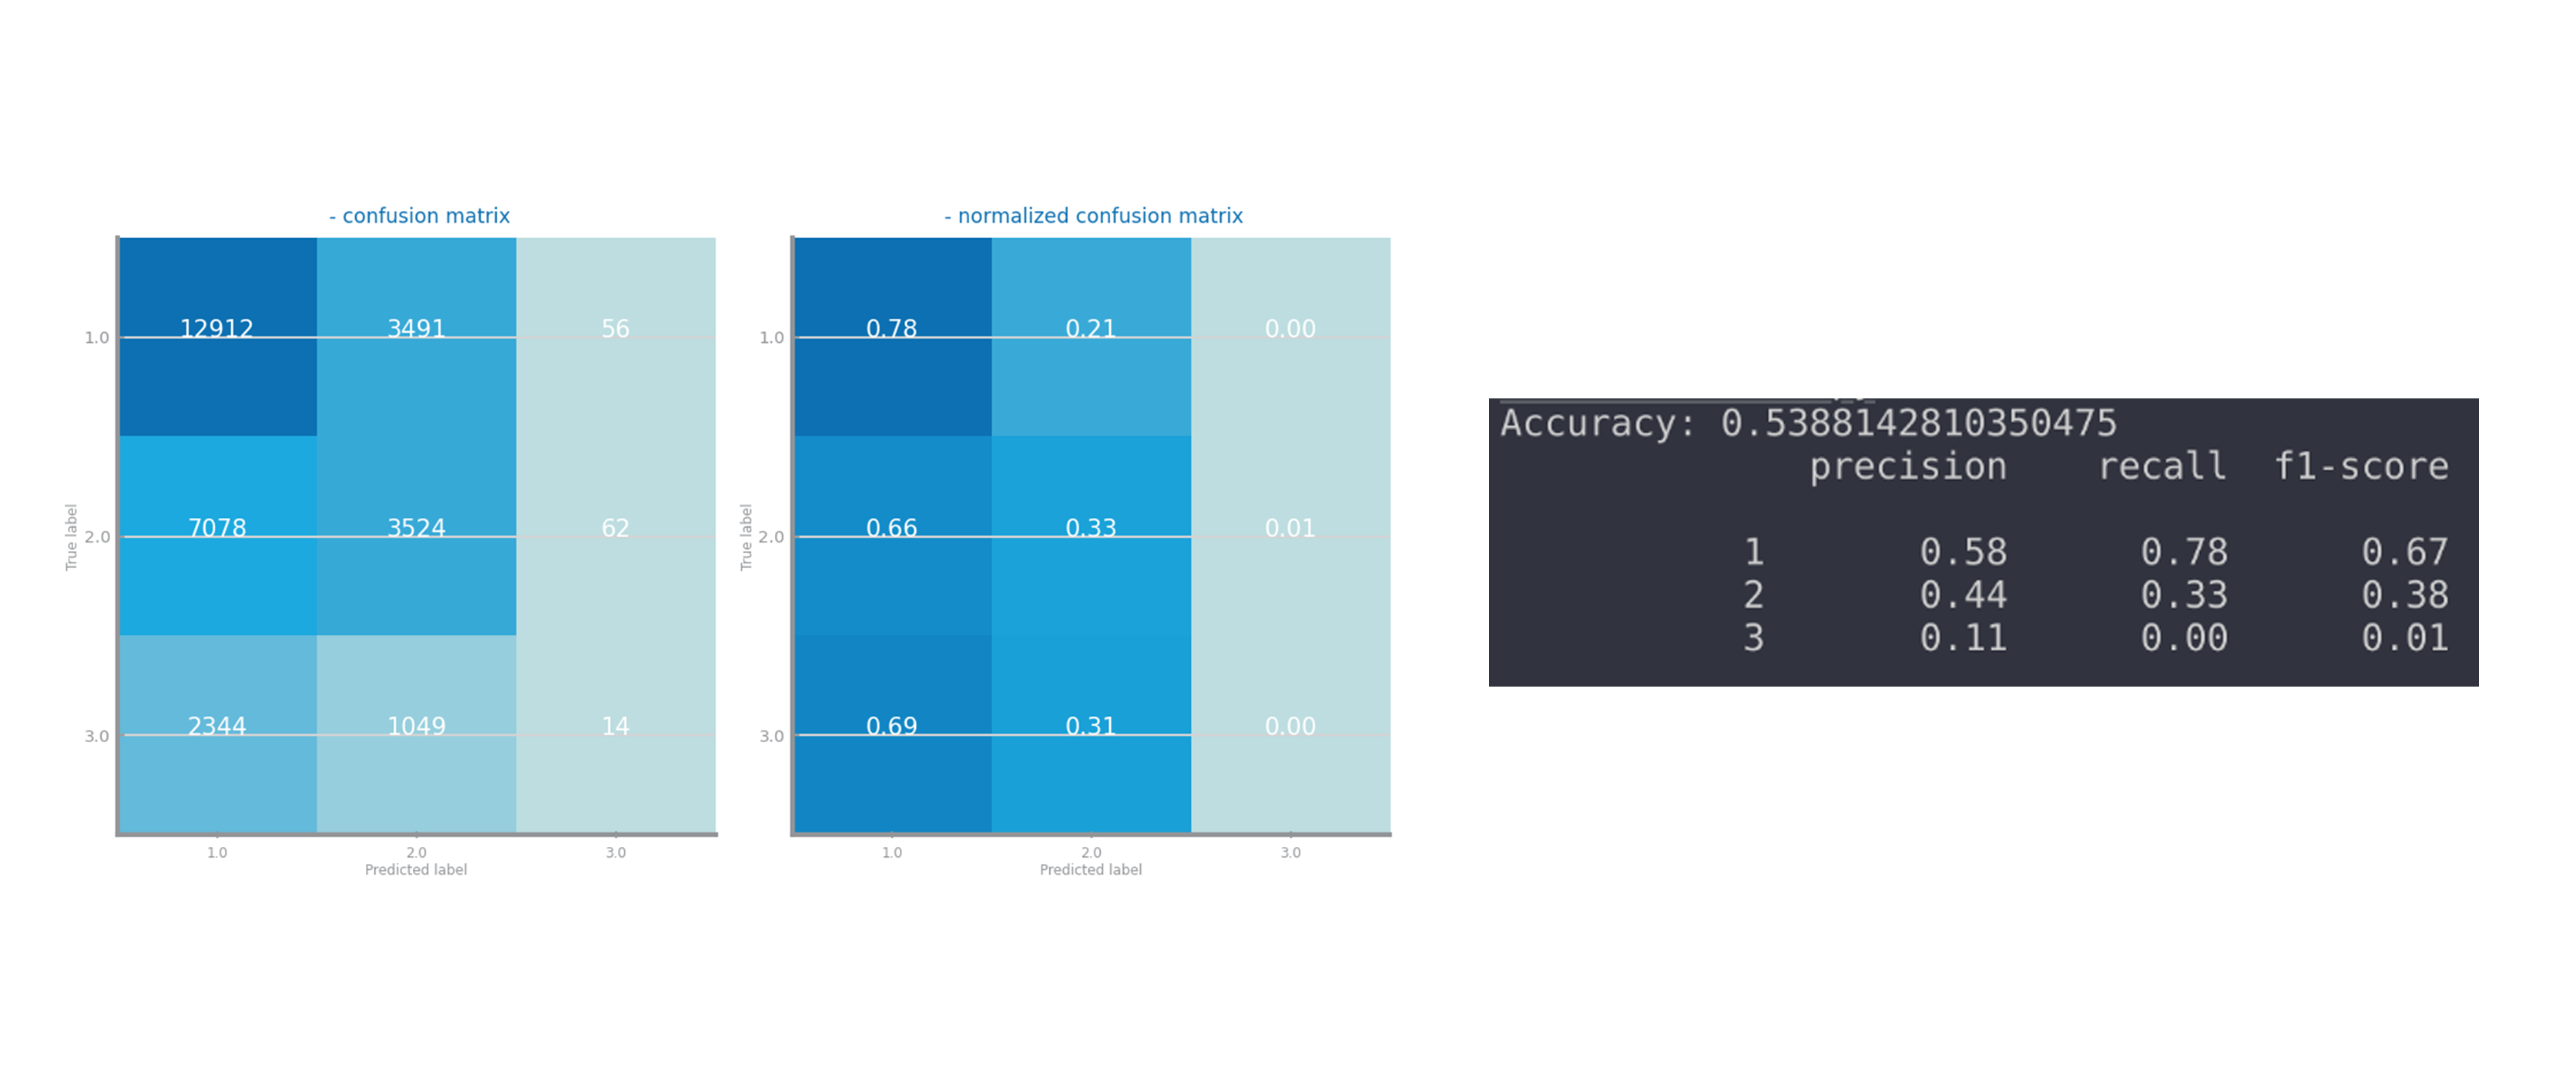 - confusion matrix
12912 3491 56
1.0
7078 3524 62
2.0
2344 1049 14
3.0
True label
1.0 2.0 3.0
Predicted label
- normalized confusion matrix
0.78 0.21 0.00
1.0
0.66 0.33 0.01
2.0
0.69 0.31 0.00
3.0
True label
1.0 2.0 3.0
Predicted label
Accuracy: 0.5388142810350475
precision recall f1-score
1 0.58 0.78 0.67
2 0.44 0.33 0.38
3 0.11 0.00 0.01